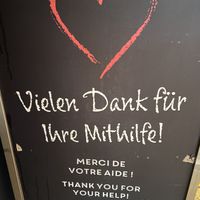 Vielen Dank für
Ihre Mithilfe!
MERCI DE
VOTRE AIDE !
THANK YOU FOR
YOUR HELP!